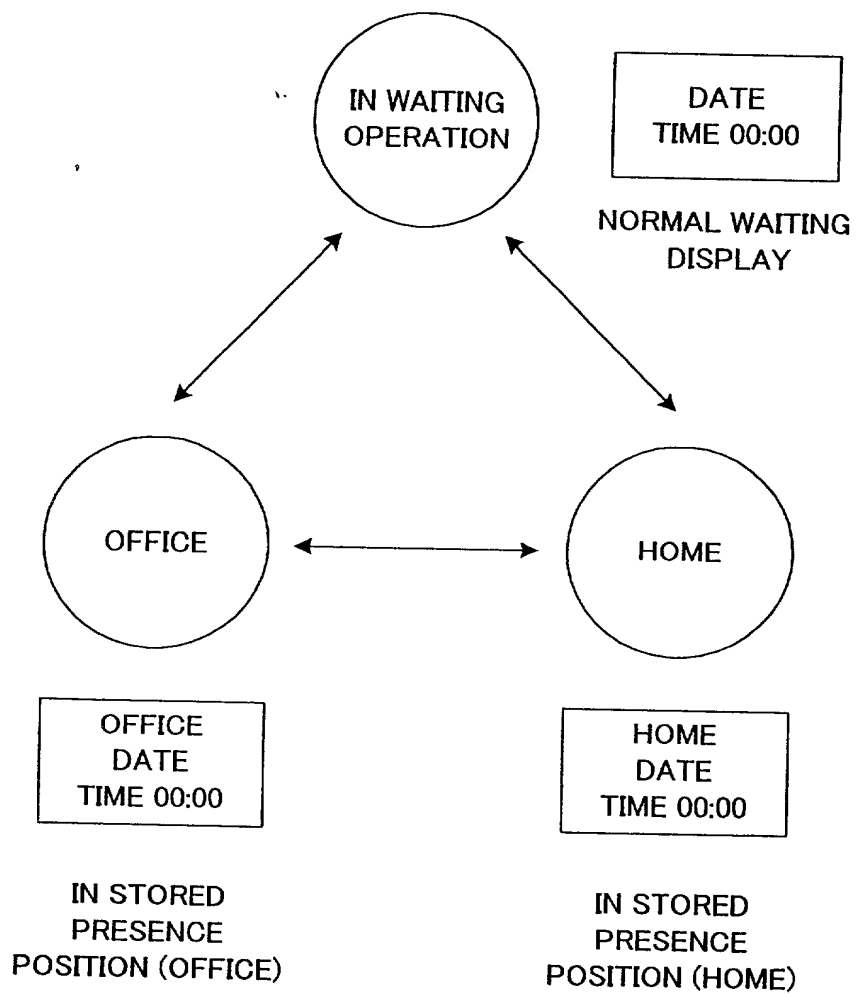 IN WAITING
OPERATION
DATE
TIME 00:00
NORMAL WAITING
DISPLAY
OFFICE
HOME
OFFICE
DATE
TIME 00:00
IN STORED
PRESENCE
POSITION (OFFICE)
HOME
DATE
TIME 00:00
IN STORED
PRESENCE
POSITION (HOME)